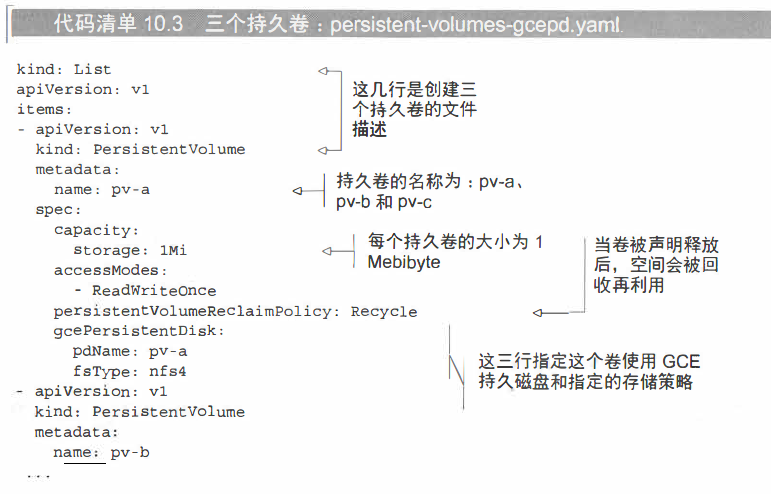 代码清单 10.3 三个持久卷：persistent-volumes-gcepd.yaml
kind: List
apiVersion: v1
items:
- apiVersion: v1
kind: PersistentVolume
metadata:
name: pv-a
spec:
capacity:
storage: 1Mi
accessModes:
- ReadWriteOnce
persistentVolumeReclaimPolicy: Recycle
gcePersistentDisk:
pdName: pv-a
fsType: nfs4
- apiVersion: v1
kind: PersistentVolume
metadata:
name: pv-b
...
这几行是创建三
个持久卷的文件
描述
持久卷的名称为：pv-a、
pv-b 和 pv-c
每个持久卷的大小为 1
Mebibyte
当卷被声明释放
后，空间会被回
收再利用
这三行指定这个卷使用 GCE
持久磁盘和指定的存储策略